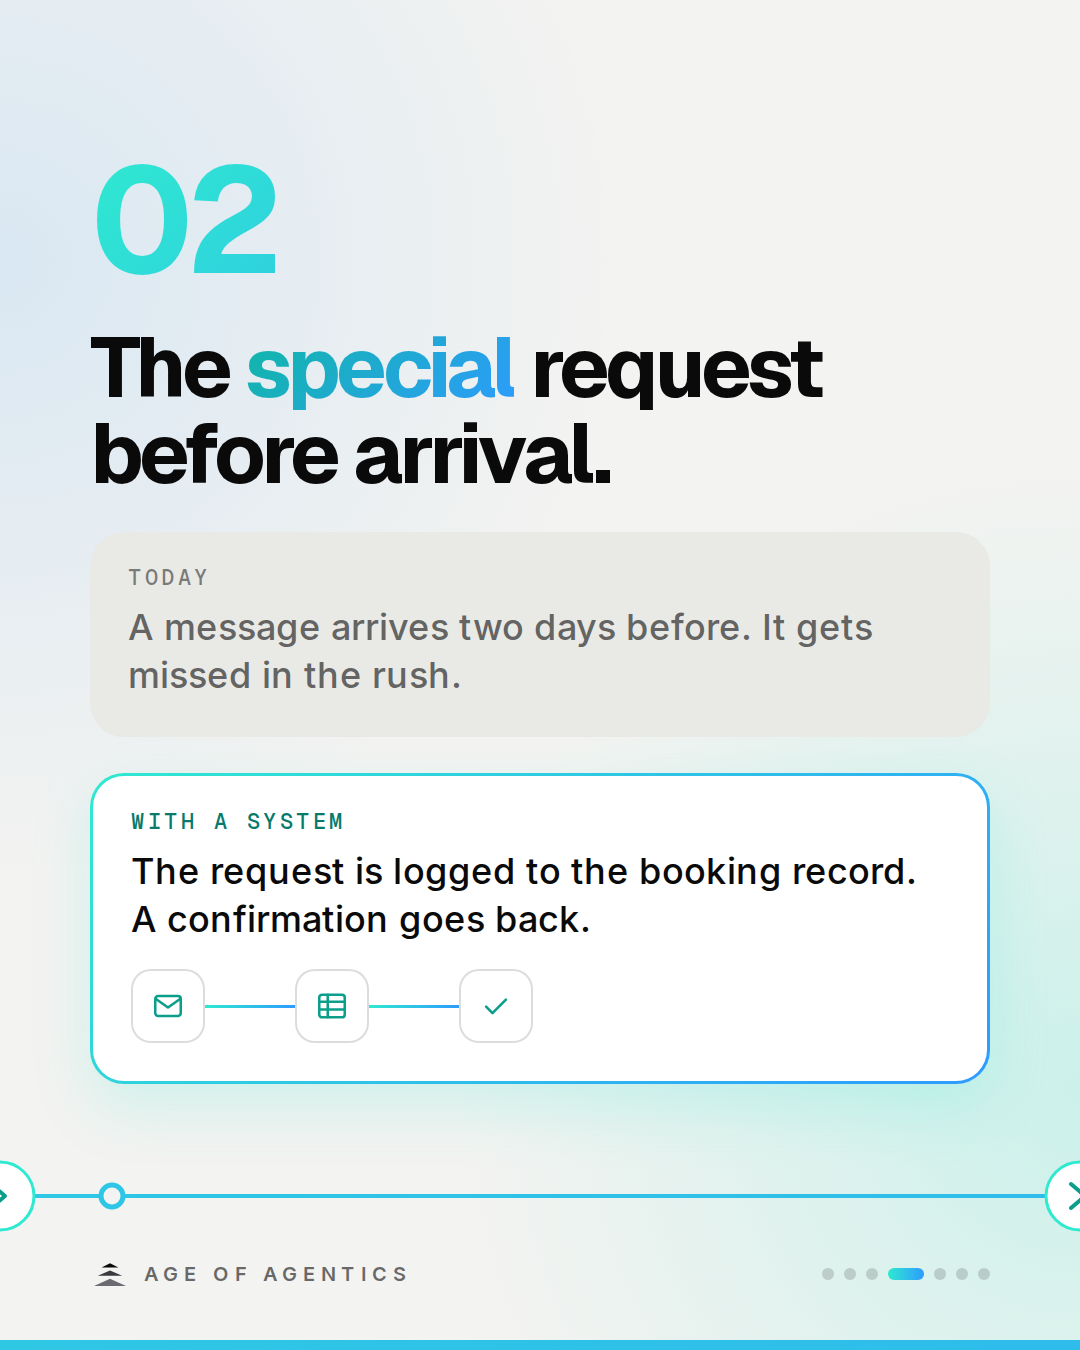 02
The special request
before arrival.
TODAY
A message arrives two days before. It gets
missed in the rush.
WITH A SYSTEM
The request is logged to the booking record.
A confirmation goes back.
AGE OF AGENTICS